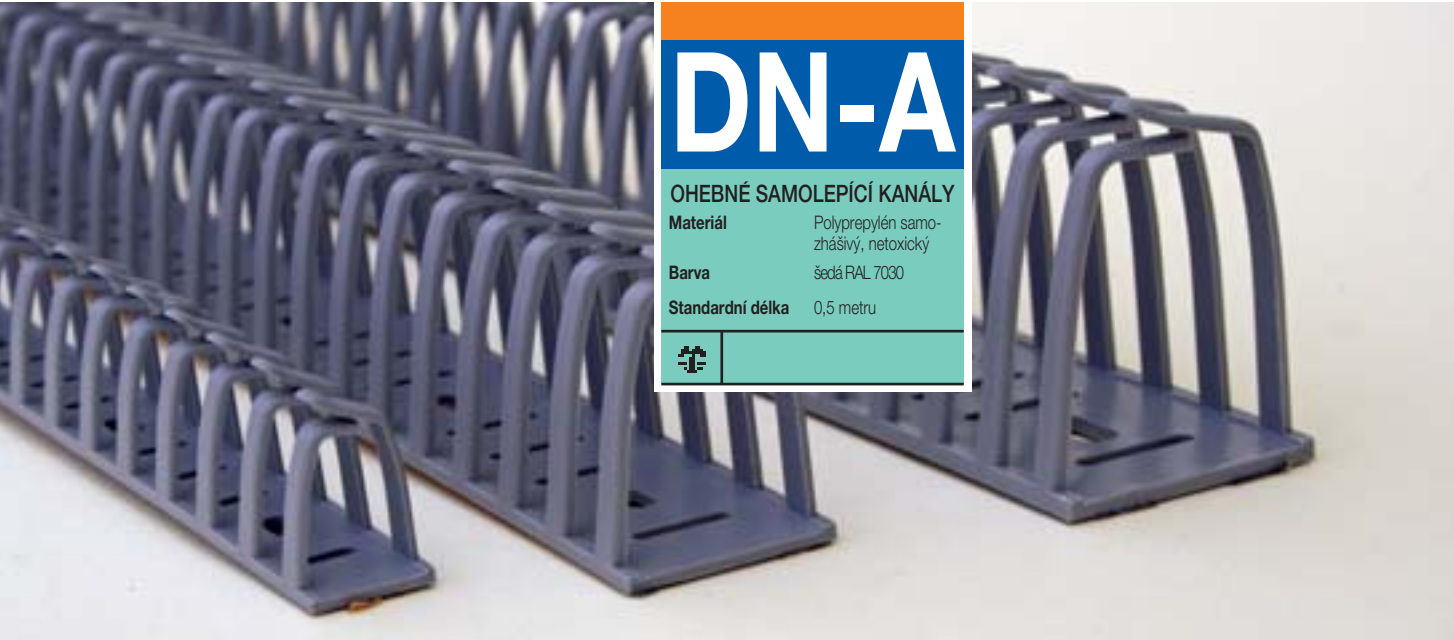 DN-A
OHEBNÉ SAMOLEPÍCÍ KANÁLY
Materiál Polyprepylén samo-
zhášivý, netoxický
Barva šedá RAL 7030
Standardní délka 0,5 metru